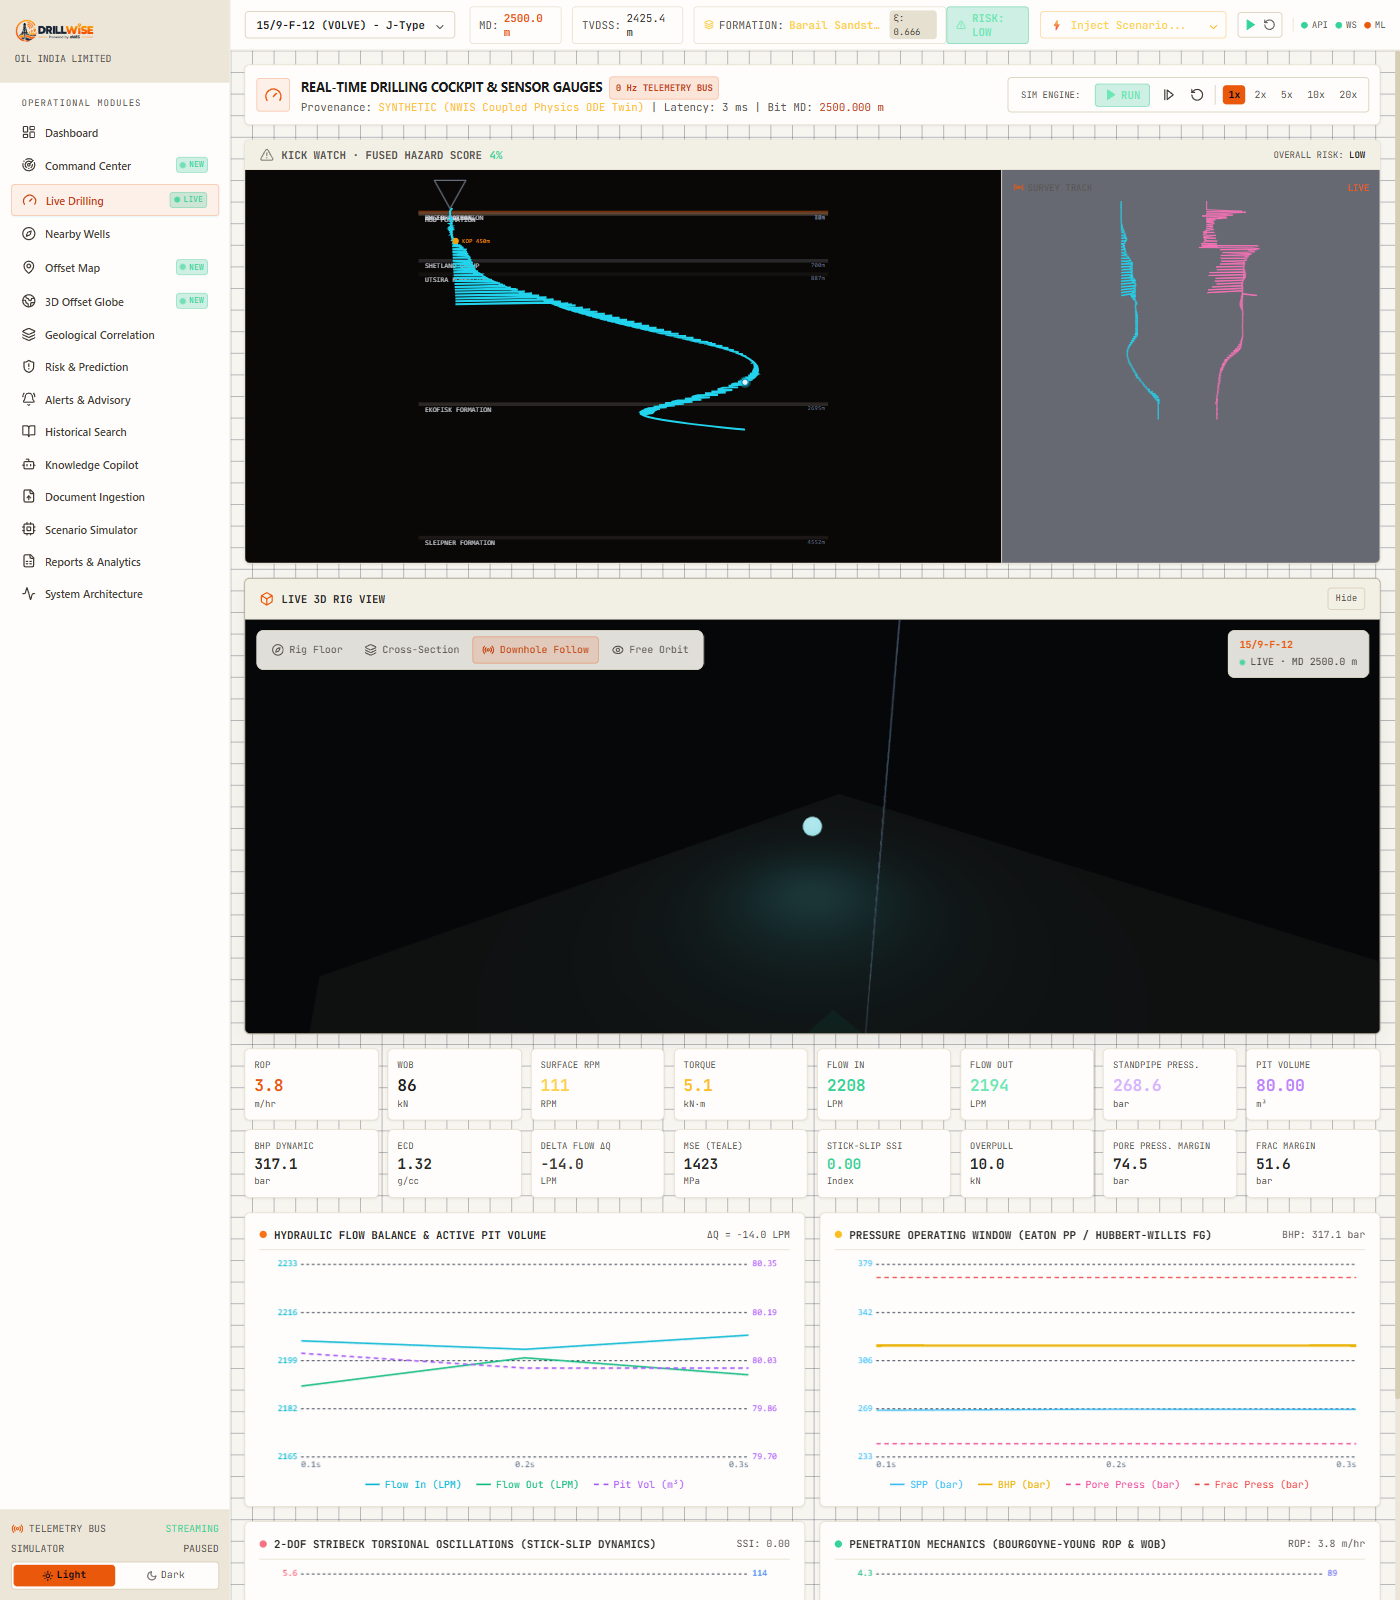 DRILLWISE
OIL INDIA LIMITED
OPERATIONAL MODULES
Dashboard
Command Center NEW
Live Drilling LIVE
Nearby Wells
Offset Map NEW
3D Offset Globe NEW
Geological Correlation
Risk & Prediction
Alerts & Advisory
Historical Search
Knowledge Copilot
Document Ingestion
Scenario Simulator
Reports & Analytics
System Architecture
TELEMETRY BUS STREAMING
SIMULATOR PAUSED
Light Dark
15/9-F-12 (VOLVE) - J-Type
MD: 2500.0 m
TVDSS: 2425.4 m
FORMATION: Barail Sandst…
ξ: 0.666
RISK: LOW
Inject Scenario...
API WS ML
REAL-TIME DRILLING COCKPIT & SENSOR GAUGES 0 Hz TELEMETRY BUS
Provenance: SYNTHETIC (NWIS Coupled Physics ODE Twin) | Latency: 3 ms | Bit MD: 2500.000 m
SIM ENGINE: RUN 1x 2x 5x 10x 20x
KICK WATCH · FUSED HAZARD SCORE 4%
OVERALL RISK: LOW
KOP 450m
SHETLAND
700m
UTSIRA
887m
EKOFISK FORMATION
2695m
SLEIPNER FORMATION
4552m
SURVEY TRACK LIVE
LIVE 3D RIG VIEW Hide
Rig Floor Cross-Section Downhole Follow Free Orbit
15/9-F-12
LIVE · MD 2500.0 m
ROP
3.8
m/hr
WOB
86
kN
SURFACE RPM
111
RPM
TORQUE
5.1
kN·m
FLOW IN
2208
LPM
FLOW OUT
2194
LPM
STANDPIPE PRESS.
268.6
bar
PIT VOLUME
80.00
m³
BHP DYNAMIC
317.1
bar
ECD
1.32
g/cc
DELTA FLOW ΔQ
-14.0
LPM
MSE (TEALE)
1423
MPa
STICK-SLIP SSI
0.00
Index
OVERPULL
10.0
kN
PORE PRESS. MARGIN
74.5
bar
FRAC MARGIN
51.6
bar
HYDRAULIC FLOW BALANCE & ACTIVE PIT VOLUME ΔQ = -14.0 LPM
2233 80.35
2216 80.19
2199 80.03
2182 79.86
2165 79.70
0.1s 0.2s 0.3s
Flow In (LPM) Flow Out (LPM) Pit Vol (m³)
PRESSURE OPERATING WINDOW (EATON PP / HUBBERT-WILLIS FG) BHP: 317.1 bar
379
342
306
269
233
0.1s 0.2s 0.3s
SPP (bar) BHP (bar) Pore Press (bar) Frac Press (bar)
2-DOF STRIBECK TORSIONAL OSCILLATIONS (STICK-SLIP DYNAMICS) SSI: 0.00
5.6 114
PENETRATION MECHANICS (BOURGOYNE-YOUNG ROP & WOB) ROP: 3.8 m/hr
4.3 89